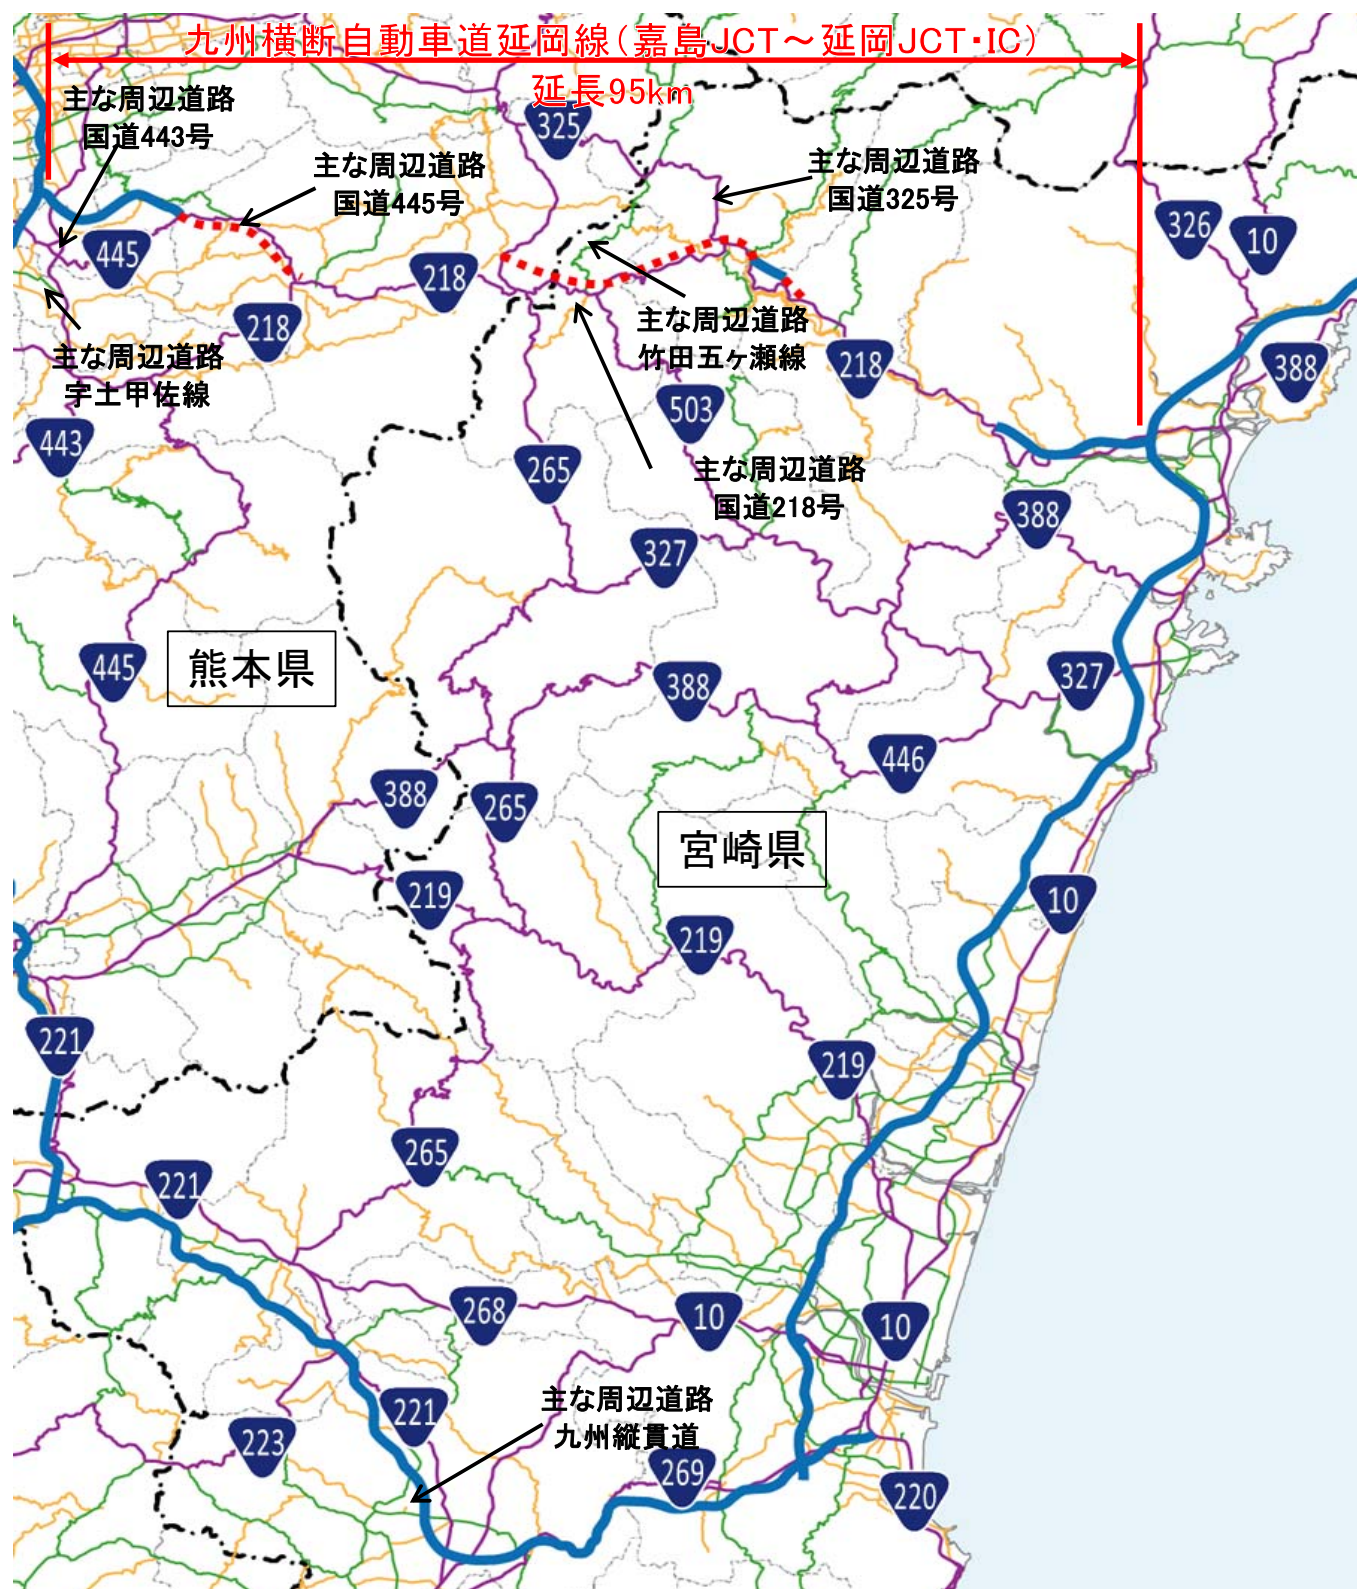 九州横断自動車道延岡線(嘉島JCT～延岡JCT・IC)
延長95km
主な周辺道路
国道443号
325
主な周辺道路
国道445号
主な周辺道路
国道325号
445
218
326
10
218
主な周辺道路
宇土甲佐線
主な周辺道路
竹田五ヶ瀬線
218
388
503
443
265
主な周辺道路
国道218号
388
327
熊本県
445
388
327
446
388
265
宮崎県
219
10
219
221
219
265
221
268
10
10
主な周辺道路
九州縦貫道
221
223
269
220